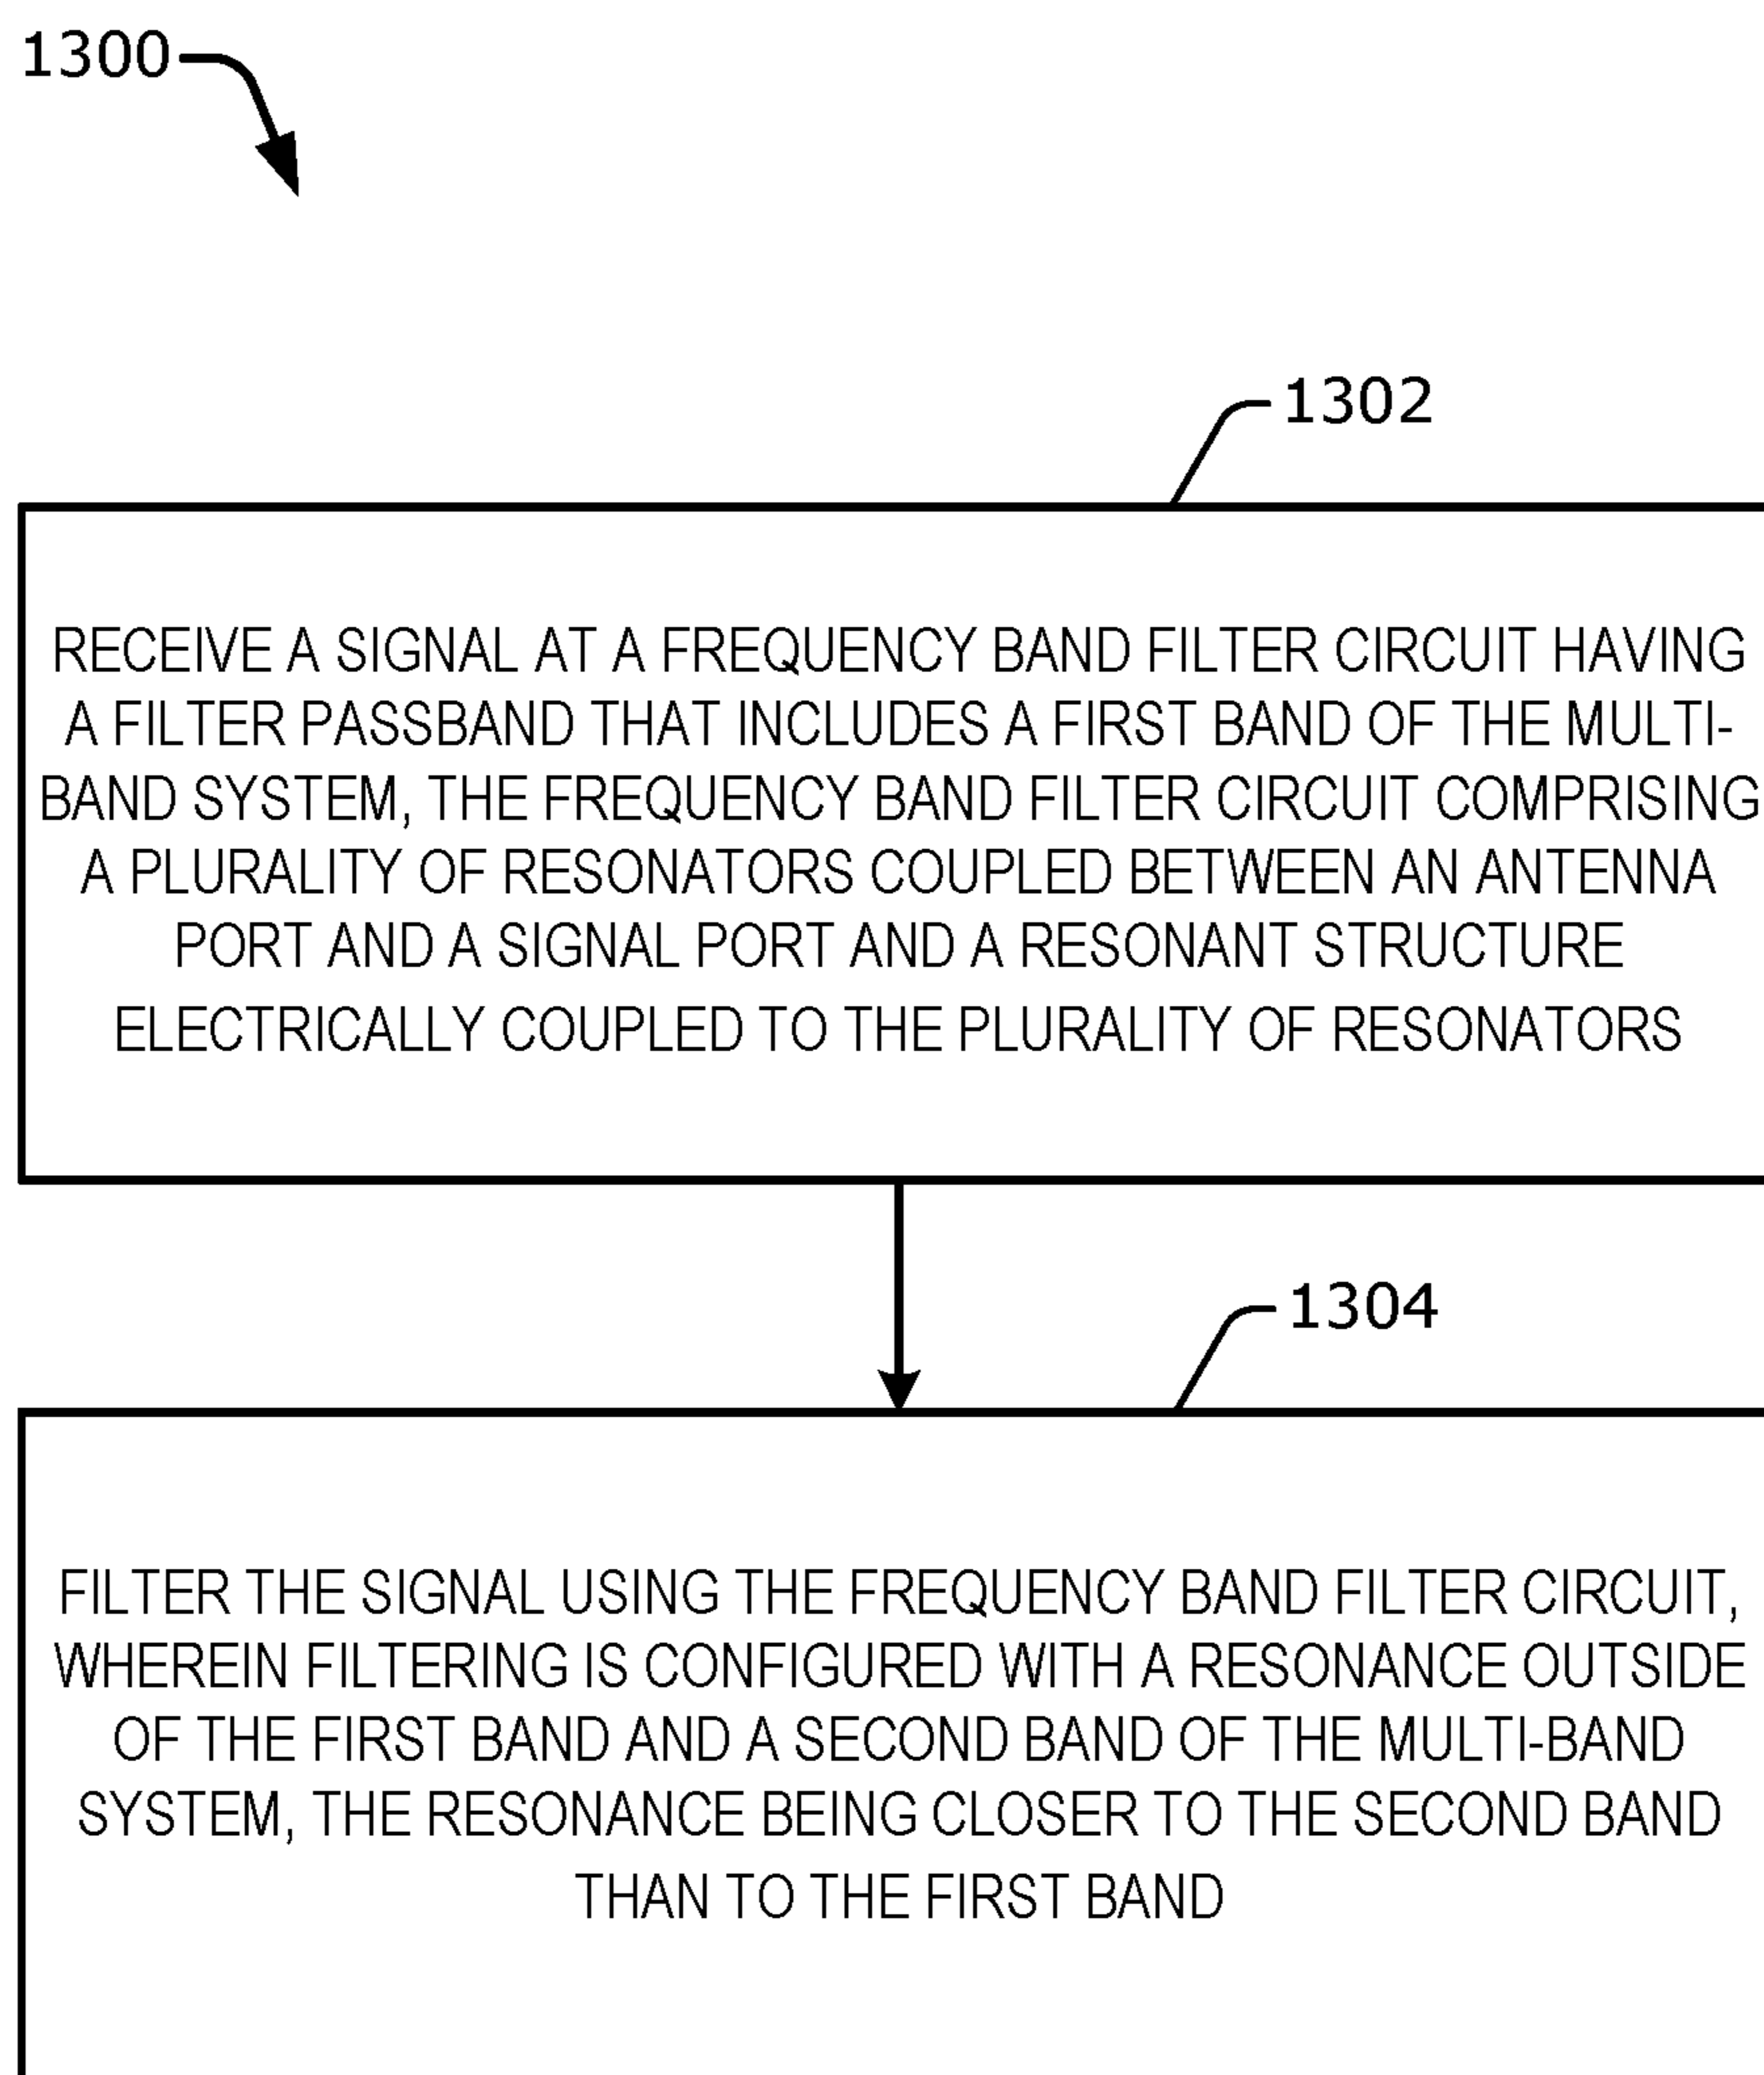 1300
1302
RECEIVE A SIGNAL AT A FREQUENCY BAND FILTER CIRCUIT HAVING
A FILTER PASSBAND THAT INCLUDES A FIRST BAND OF THE MULTI-
BAND SYSTEM, THE FREQUENCY BAND FILTER CIRCUIT COMPRISING
A PLURALITY OF RESONATORS COUPLED BETWEEN AN ANTENNA
PORT AND A SIGNAL PORT AND A RESONANT STRUCTURE
ELECTRICALLY COUPLED TO THE PLURALITY OF RESONATORS
1304
FILTER THE SIGNAL USING THE FREQUENCY BAND FILTER CIRCUIT,
WHEREIN FILTERING IS CONFIGURED WITH A RESONANCE OUTSIDE
OF THE FIRST BAND AND A SECOND BAND OF THE MULTI-BAND
SYSTEM, THE RESONANCE BEING CLOSER TO THE SECOND BAND
THAN TO THE FIRST BAND